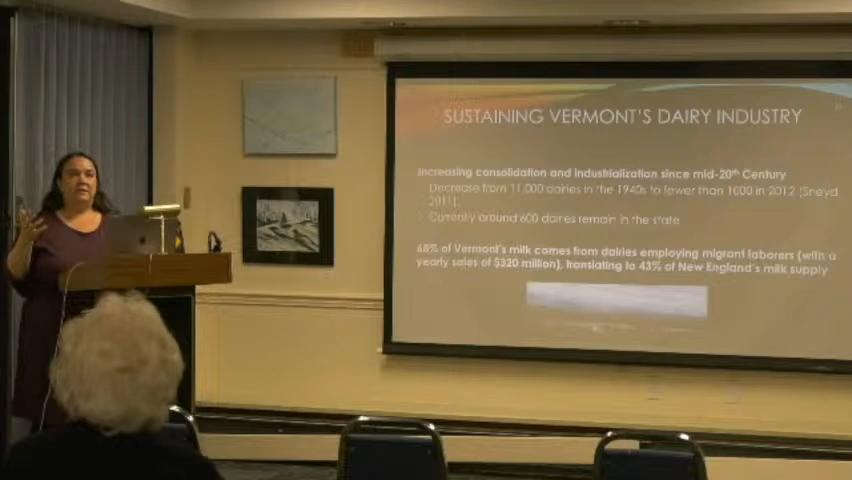 SUSTAINING VERMONT'S DAIRY INDUSTRY
Increasing consolidation and industrialization since mid-20th Century
Decrease from 11,000 dairies in the 1940s to fewer than 1000 in 2012 (Sneyd
2011).
Currently around 600 dairies remain in the state
68% of Vermont's milk comes from dairies employing migrant laborers (with a
yearly sales of $320 million), translating to 43% of New England's milk supply